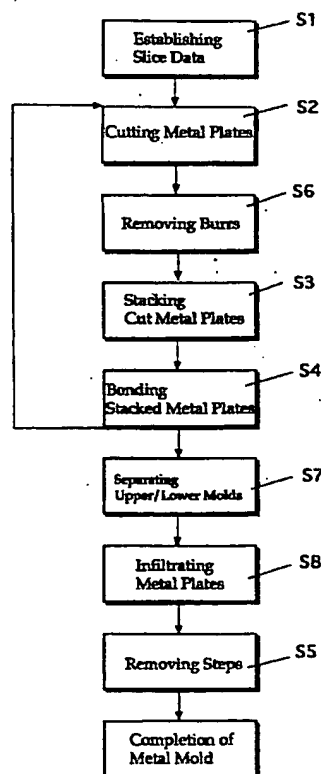 S1
Establishing
Slice Data
S2
Cutting Metal Plates
S6
Removing Burrs
S3
Stacking
Cut Metal Plates
S4
Bonding
Stacked Metal Plates
S7
Separating
Upper/Lower Molds
S8
Infiltrating
Metal Plates
S5
Removing Steps
Completion of
Metal Mold